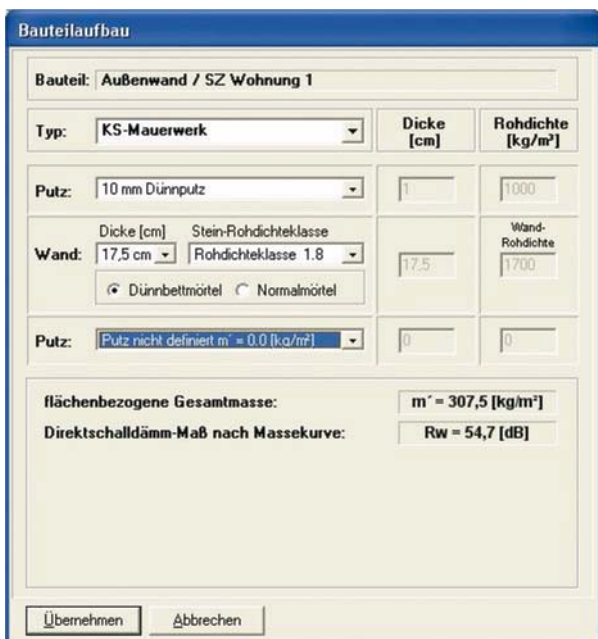 Bauteilaufbau
Bauteil: Außenwand / SZ Wohnung 1
Typ: KS-Mauerwerk
Dicke [cm]
Rohdichte [kg/m³]
Putz: 10 mm Dünnputz 1 1000
Dicke [cm] Stein-Rohdichteklasse
Wand-Rohdichte
Wand: 17,5 cm Rohdichteklasse 1.8 17,5 1700
Dünnbettmörtel Normalmörtel
Putz: Putz nicht definiert m´ = 0.0 [kg/m²] 0 0
flächenbezogene Gesamtmasse: m´ = 307,5 [kg/m²]
Direktschalldämm-Maß nach Massekurve: Rw = 54,7 [dB]
Übernehmen Abbrechen